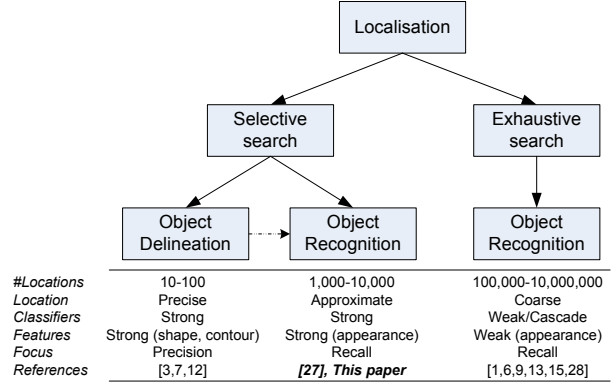 Localisation
Selective
search
Exhaustive
search
Object
Delineation
Object
Recognition
Object
Recognition
#Locations 10-100 1,000-10,000 100,000-10,000,000
Location Precise Approximate Coarse
Classifiers Strong Strong Weak/Cascade
Features Strong (shape, contour) Strong (appearance) Weak (appearance)
Focus Precision Recall Recall
References [3,7,12] [27], This paper [1,6,9,13,15,28]